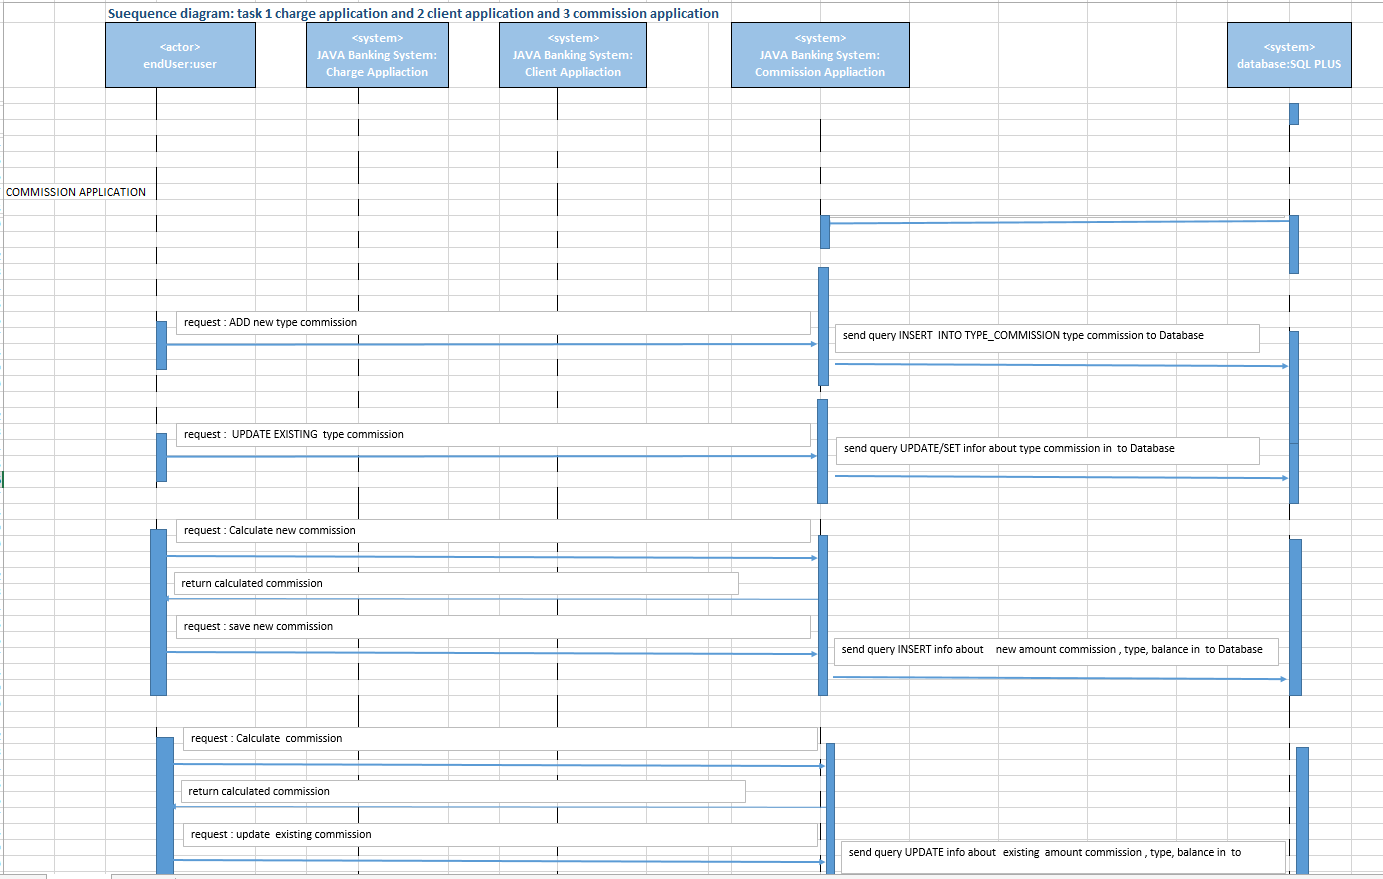 Suequence diagram: task 1 charge application and 2 client application and 3 commission application
<actor>
endUser:user
<system>
JAVA Banking System:
Charge Appliaction
<system>
JAVA Banking System:
Client Appliaction
<system>
JAVA Banking System:
Commission Appliaction
<system>
database:SQL PLUS
COMMISSION APPLICATION
request : ADD new type commission
send query INSERT INTO TYPE_COMMISSION type commission to Database
request : UPDATE EXISTING type commission
send query UPDATE/SET infor about type commission in to Database
request : Calculate new commission
return calculated commission
request : save new commission
send query INSERT info about new amount commission , type, balance in to Database
request : Calculate commission
return calculated commission
request : update existing commission
send query UPDATE info about existing amount commission , type, balance in to